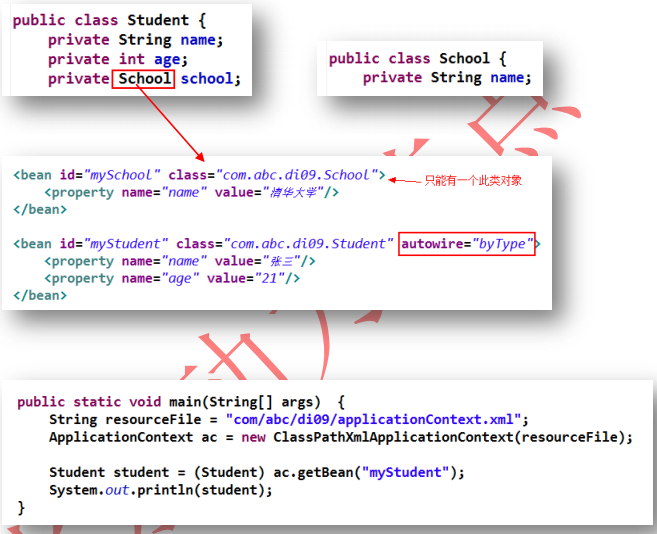 public class Student {
private String name;
private int age;
private School school;
public class School {
private String name;
<bean id="mySchool" class="com.abc.di09.School">
只能有一个此类对象
<property name="name" value="清华大学"/>
</bean>
<bean id="myStudent" class="com.abc.di09.Student" autowire="byType">
<property name="name" value="张三"/>
<property name="age" value="21"/>
</bean>
public static void main(String[] args)  {
String resourceFile = "com/abc/di09/applicationContext.xml";
ApplicationContext ac = new ClassPathXmlApplicationContext(resourceFile);
Student student = (Student) ac.getBean("myStudent");
System.out.println(student);
}